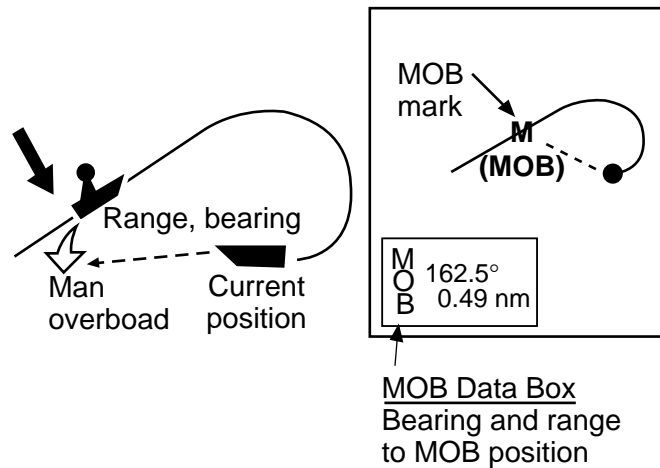 Range, bearing
Man
overboad
Current
position
MOB
mark
M
(MOB)
M
O
B
162.5°
0.49 nm
MOB Data Box
Bearing and range
to MOB position